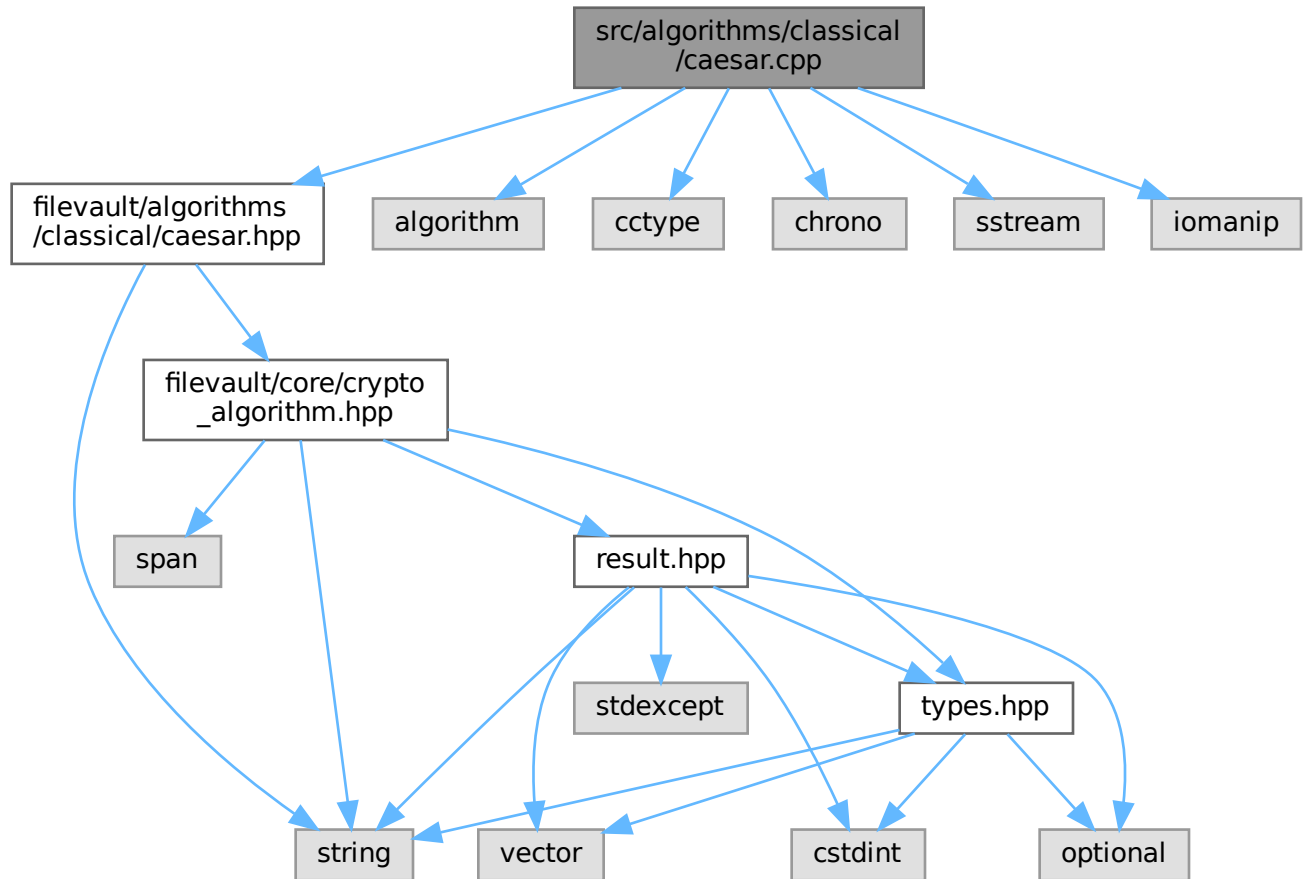 src/algorithms/classical
/caesar.cpp
filevault/algorithms
/classical/caesar.hpp
algorithm
cctype
chrono
sstream
iomanip
filevault/core/crypto
_algorithm.hpp
span
result.hpp
stdexcept
types.hpp
string
vector
cstdint
optional